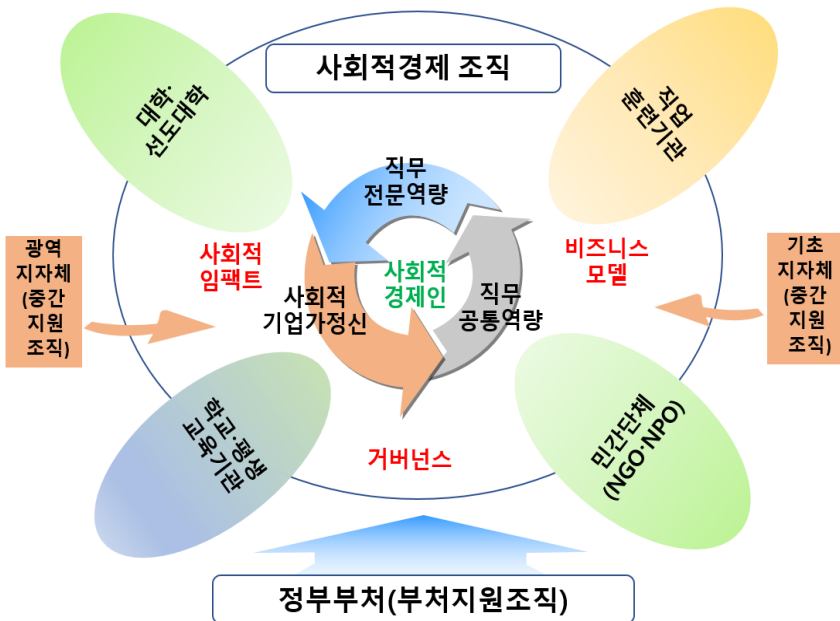 사회적경제 조직
대학·
선도대학
직업
훈련기관
직무
전문역량
광역
지자체
(중간
지원
조직)
사회적
임팩트
사회적
기업가정신
사회적
경제인
직무
공통역량
비즈니스
모델
기초
지자체
(중간
지원
조직)
학교·평생
교육기관
거버넌스
민간단체
(NGO·NPO)
정부부처(부처지원조직)